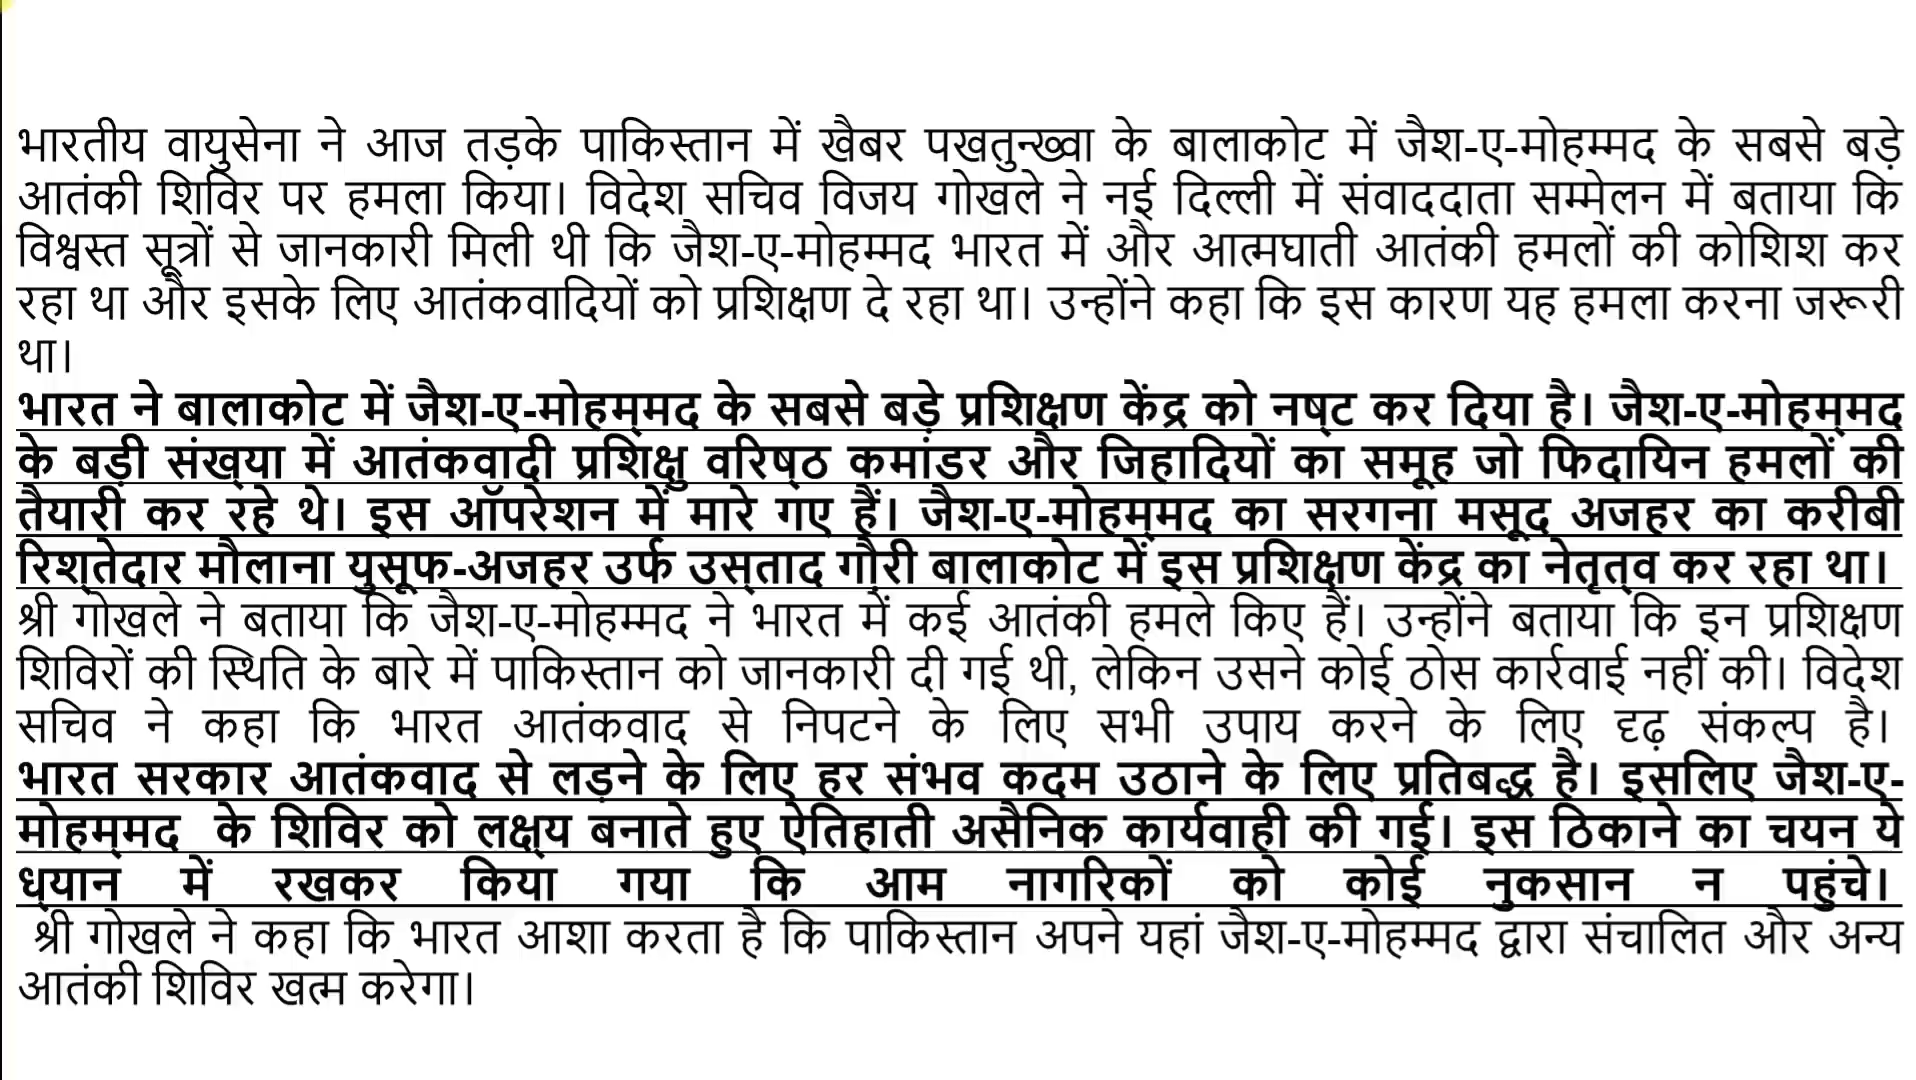 भारतीय वायुसेना ने आज तड़के पाकिस्तान में खैबर पखतुन्ख्वा के बालाकोट में जैश-ए-मोहम्मद के सबसे बड़े
आतंकी शिविर पर हमला किया। विदेश सचिव विजय गोखले ने नई दिल्ली में संवाददाता सम्मेलन में बताया कि
विश्वस्त सूत्रों से जानकारी मिली थी कि जैश-ए-मोहम्मद भारत में और आत्मघाती आतंकी हमलों की कोशिश कर
रहा था और इसके लिए आतंकवादियों को प्रशिक्षण दे रहा था। उन्होंने कहा कि इस कारण यह हमला करना जरूरी
था।
भारत ने बालाकोट में जैश-ए-मोहम्‍मद के सबसे बड़े प्रशिक्षण केंद्र को नष्‍ट कर दिया है। जैश-ए-मोहम्‍मद
के बड़ी संख्‍या में आतंकवादी प्रशिक्षु वरिष्‍ठ कमांडर और जिहादियों का समूह जो फिदायिन हमलों की
तैयारी कर रहे थे। इस ऑपरेशन में मारे गए हैं। जैश-ए-मोहम्‍मद का सरगना मसूद अजहर का करीबी
रिश्‍तेदार मौलाना युसूफ-अजहर उर्फ उस्‍ताद गौरी बालाकोट में इस प्रशिक्षण केंद्र का नेतृत्‍व कर रहा था।
श्री गोखले ने बताया कि जैश-ए-मोहम्मद ने भारत में कई आतंकी हमले किए हैं। उन्होंने बताया कि इन प्रशिक्षण
शिविरों की स्थिति के बारे में पाकिस्तान को जानकारी दी गई थी, लेकिन उसने कोई ठोस कार्रवाई नहीं की। विदेश
सचिव ने कहा कि भारत आतंकवाद से निपटने के लिए सभी उपाय करने के लिए दृढ़ संकल्प है।
भारत सरकार आतंकवाद से लड़ने के लिए हर संभव कदम उठाने के लिए प्रतिबद्ध है। इसलिए जैश-ए-
मोहम्‍मद के शिविर को लक्ष्‍य बनाते हुए ऐतिहाती असैनिक कार्यवाही की गई। इस ठिकाने का चयन ये
ध्‍यान में रखकर किया गया कि आम नागरिकों को कोई नुकसान न पहुंचे।
श्री गोखले ने कहा कि भारत आशा करता है कि पाकिस्तान अपने यहां जैश-ए-मोहम्मद द्वारा संचालित और अन्य
आतंकी शिविर खत्म करेगा।